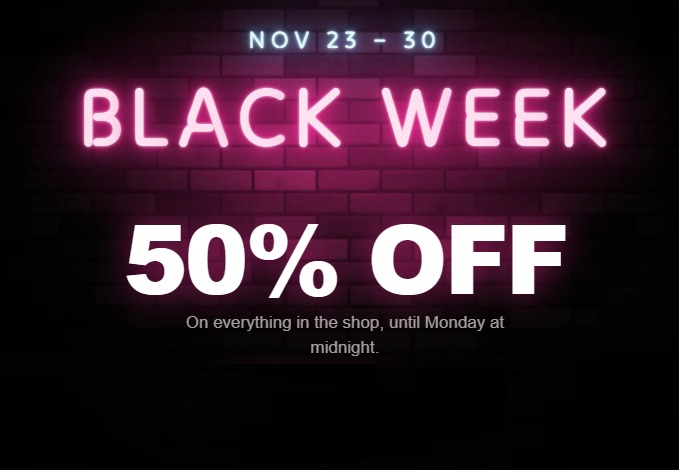 NOV 23 – 30
BLACK WEEK
50% OFF
On everything in the shop, until Monday at
midnight.